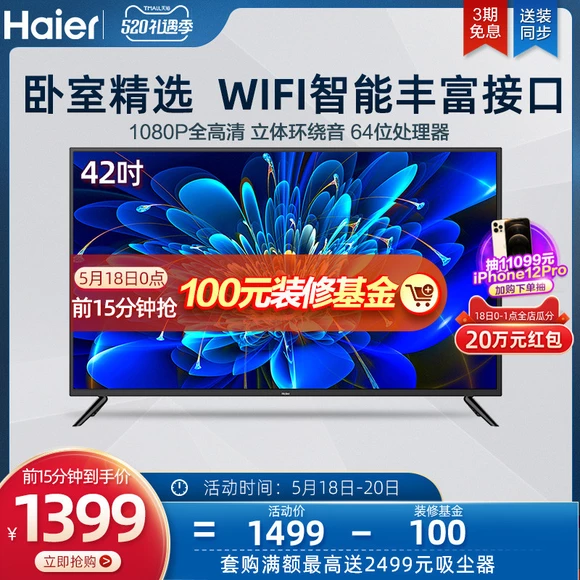 Haier
TMALL天猫
520礼遇季
3期
免息
送装
同步
卧室精选 WIFI智能丰富接口
1080P全高清 立体环绕音 64位处理器
42吋
5月18日0点
前15分钟抢
100元装修基金
抽11099元
iPhone12Pro
加购下单抽
18日0-1点全店瓜分
20万元红包
Haier
前15分钟到手价
¥1399
立即抢购>
活动时间：5月18日-20日
=
活动价
1499
－
装修基金
100
套购满额最高送2499元吸尘器